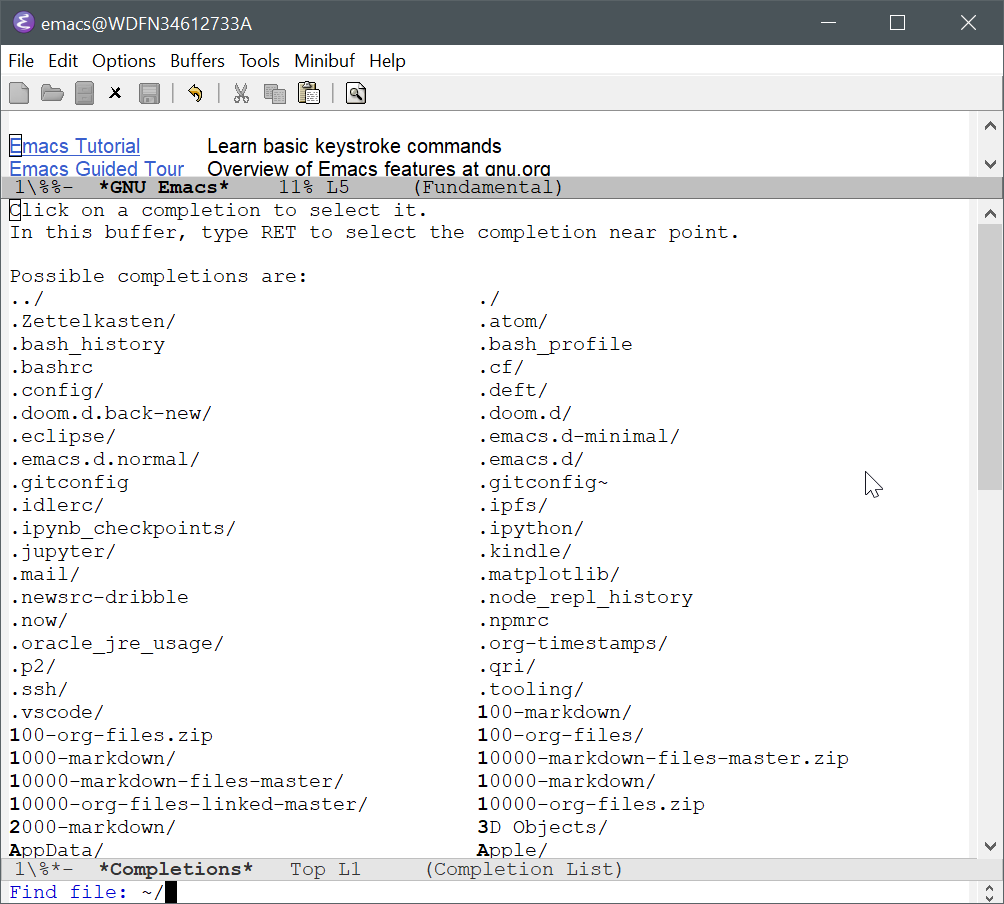 emacs@WDFN34612733A
File Edit Options Buffers Tools Minibuf Help
Emacs Tutorial Learn basic keystroke commands
Emacs Guided Tour Overview of Emacs features at gnu.org
1\%%- *GNU Emacs* 11% L5 (Fundamental)
Click on a completion to select it.
In this buffer, type RET to select the completion near point.
Possible completions are:
../ ./
.Zettelkasten/ .atom/
.bash_history .bash_profile
.bashrc .cf/
.config/ .deft/
.doom.d.back-new/ .doom.d/
.eclipse/ .emacs.d-minimal/
.emacs.d.normal/ .emacs.d/
.gitconfig .gitconfig~
.idlerc/ .ipfs/
.ipynb_checkpoints/ .ipython/
.jupyter/ .kindle/
.mail/ .matplotlib/
.newsrc-dribble .node_repl_history
.now/ .npmrc
.oracle_jre_usage/ .org-timestamps/
.p2/ .qri/
.ssh/ .tooling/
.vscode/ 100-markdown/
100-org-files.zip 100-org-files/
1000-markdown/ 10000-markdown-files-master.zip
10000-markdown-files-master/ 10000-markdown/
10000-org-files-linked-master/ 10000-org-files.zip
2000-markdown/ 3D Objects/
AppData/ Apple/
1\%*- *Completions* Top L1 (Completion List)
Find file: ~/